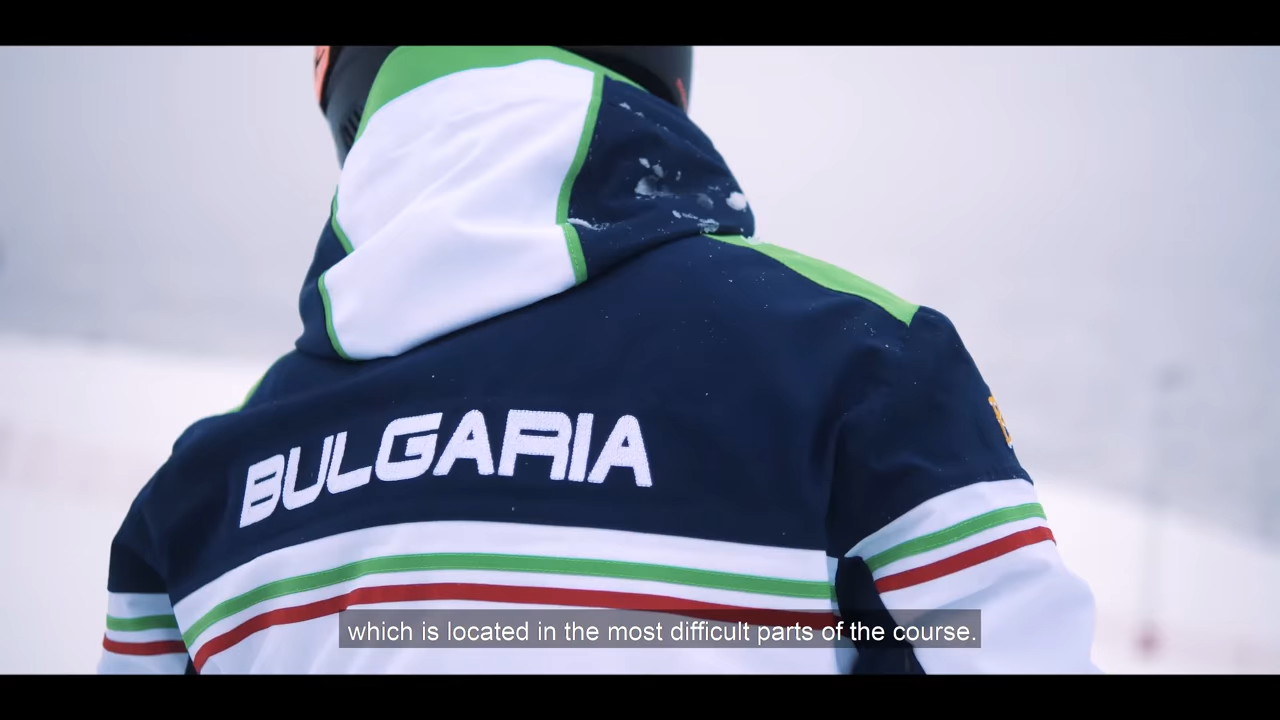 BULGARIA
which is located in the most difficult parts of the course.